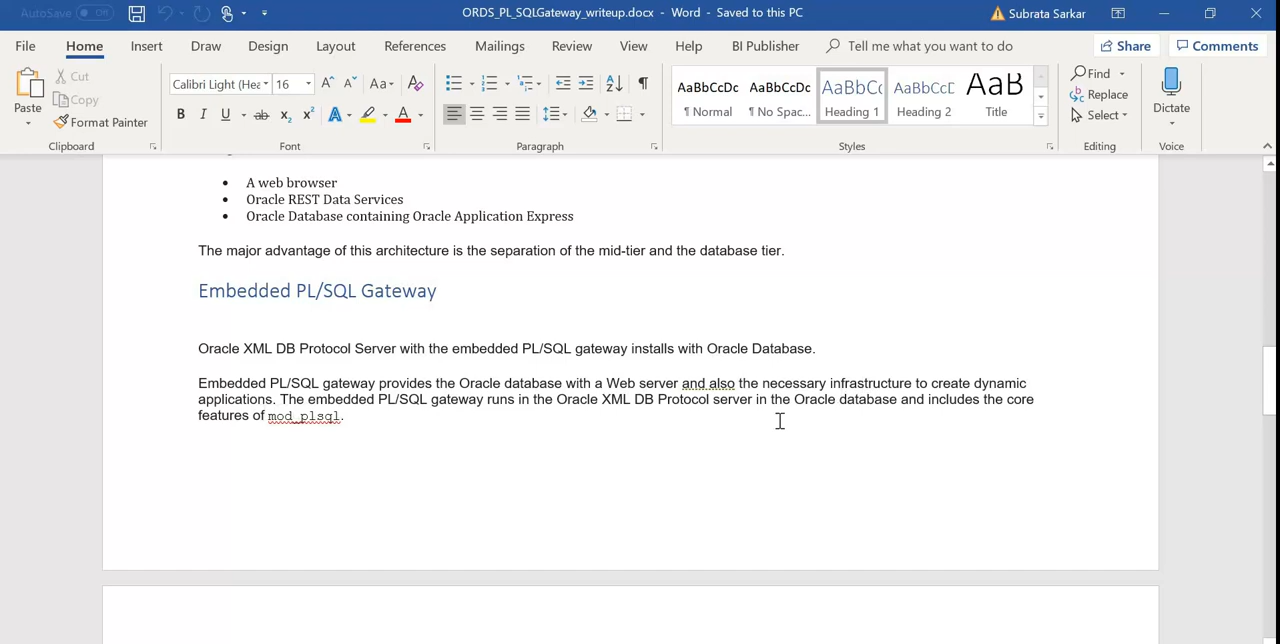 AutoSave Off ORDS_PL_SQLGateway_writeup.docx - Word - Saved to this PC Subrata Sarkar
File Home Insert Draw Design Layout References Mailings Review View Help BI Publisher Tell me what you want to do Share Comments
Paste Cut Copy Format Painter
Calibri Light (Hea 16 Aa
B I U ab x₂ x² A A
AaBbCcDc AaBbCcDc AaBbCc AaBbCcD AaB
¶ Normal ¶ No Spac... Heading 1 Heading 2 Title
Find Replace Select Dictate
Clipboard Font Paragraph Styles Editing Voice
• A web browser
• Oracle REST Data Services
• Oracle Database containing Oracle Application Express
The major advantage of this architecture is the separation of the mid-tier and the database tier.
Embedded PL/SQL Gateway
Oracle XML DB Protocol Server with the embedded PL/SQL gateway installs with Oracle Database.
Embedded PL/SQL gateway provides the Oracle database with a Web server and also the necessary infrastructure to create dynamic
applications. The embedded PL/SQL gateway runs in the Oracle XML DB Protocol server in the Oracle database and includes the core
features of mod_plsql.